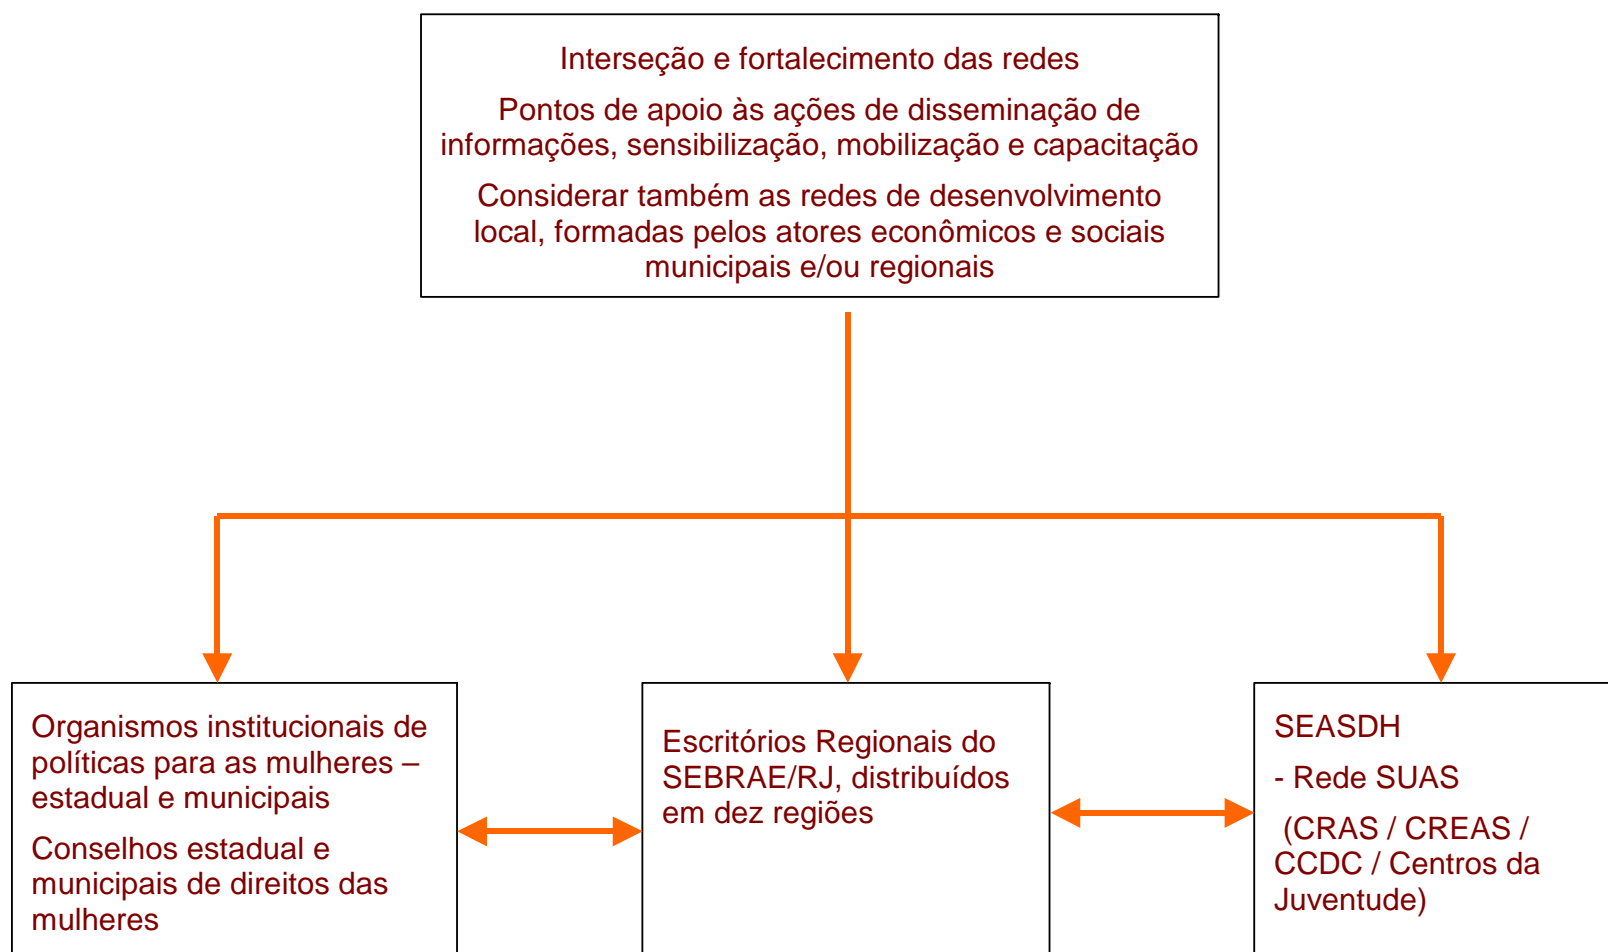 Interseção e fortalecimento das redes
Pontos de apoio às ações de disseminação de
informações, sensibilização, mobilização e capacitação
Considerar também as redes de desenvolvimento
local, formadas pelos atores econômicos e sociais
municipais e/ou regionais
Organismos institucionais de
políticas para as mulheres –
estadual e municipais
Conselhos estadual e
municipais de direitos das
mulheres
Escritórios Regionais do
SEBRAE/RJ, distribuídos
em dez regiões
SEASDH
- Rede SUAS
(CRAS / CREAS /
CCDC / Centros da
Juventude)